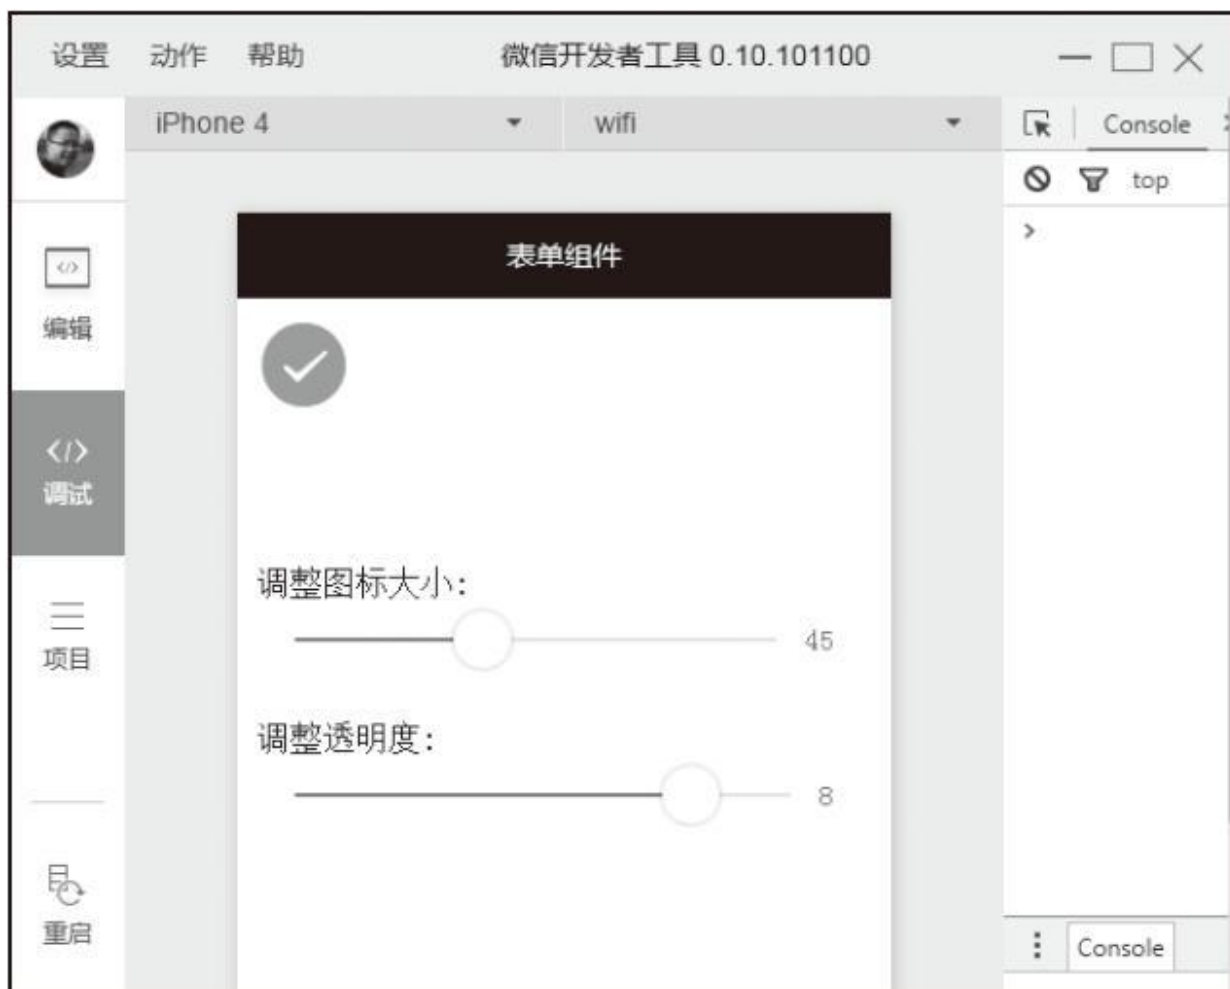 设置 动作 帮助 微信开发者工具 0.10.101100
iPhone 4 wifi Console
top
表单组件
编辑
调试
调整图标大小：
45
项目
调整透明度：
8
重启
Console